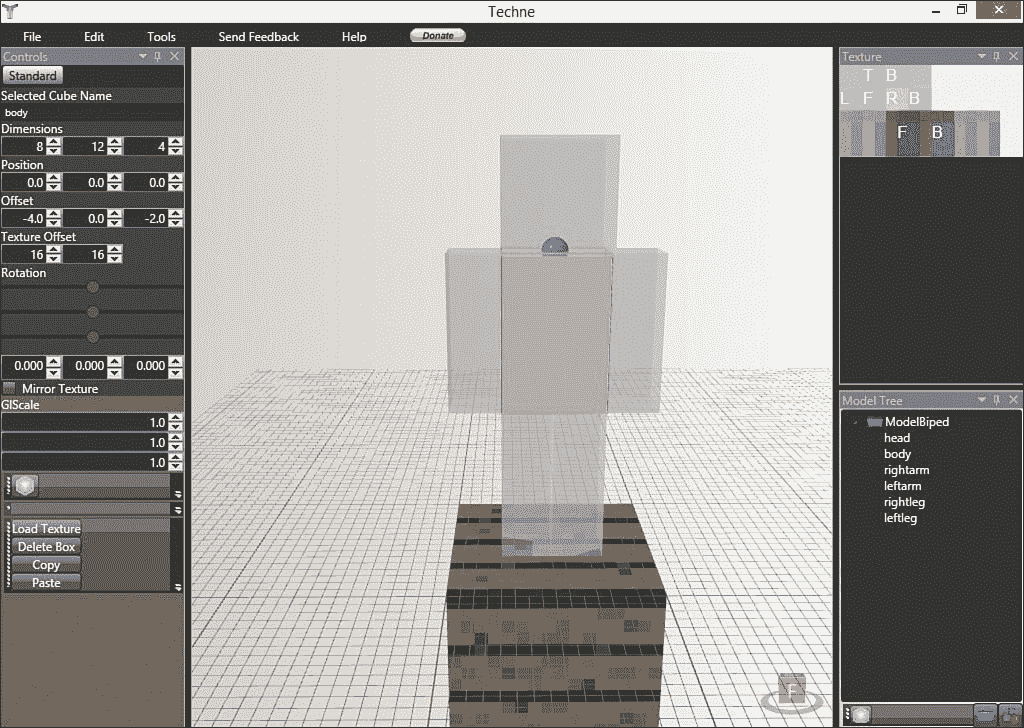 Techne
File Edit Tools Send Feedback Help Donate
Controls
Standard
Selected Cube Name
body
Dimensions
8 12 4
Position
0.0 0.0 0.0
Offset
-4.0 0.0 -2.0
Texture Offset
16 16
Rotation
0.000 0.000 0.000
Mirror Texture
GlScale
1.0
1.0
1.0
Load Texture
Delete Box
Copy
Paste
F
Texture
T B
L F R B
F B
Model Tree
ModelBiped
head
body
rightarm
leftarm
rightleg
leftleg